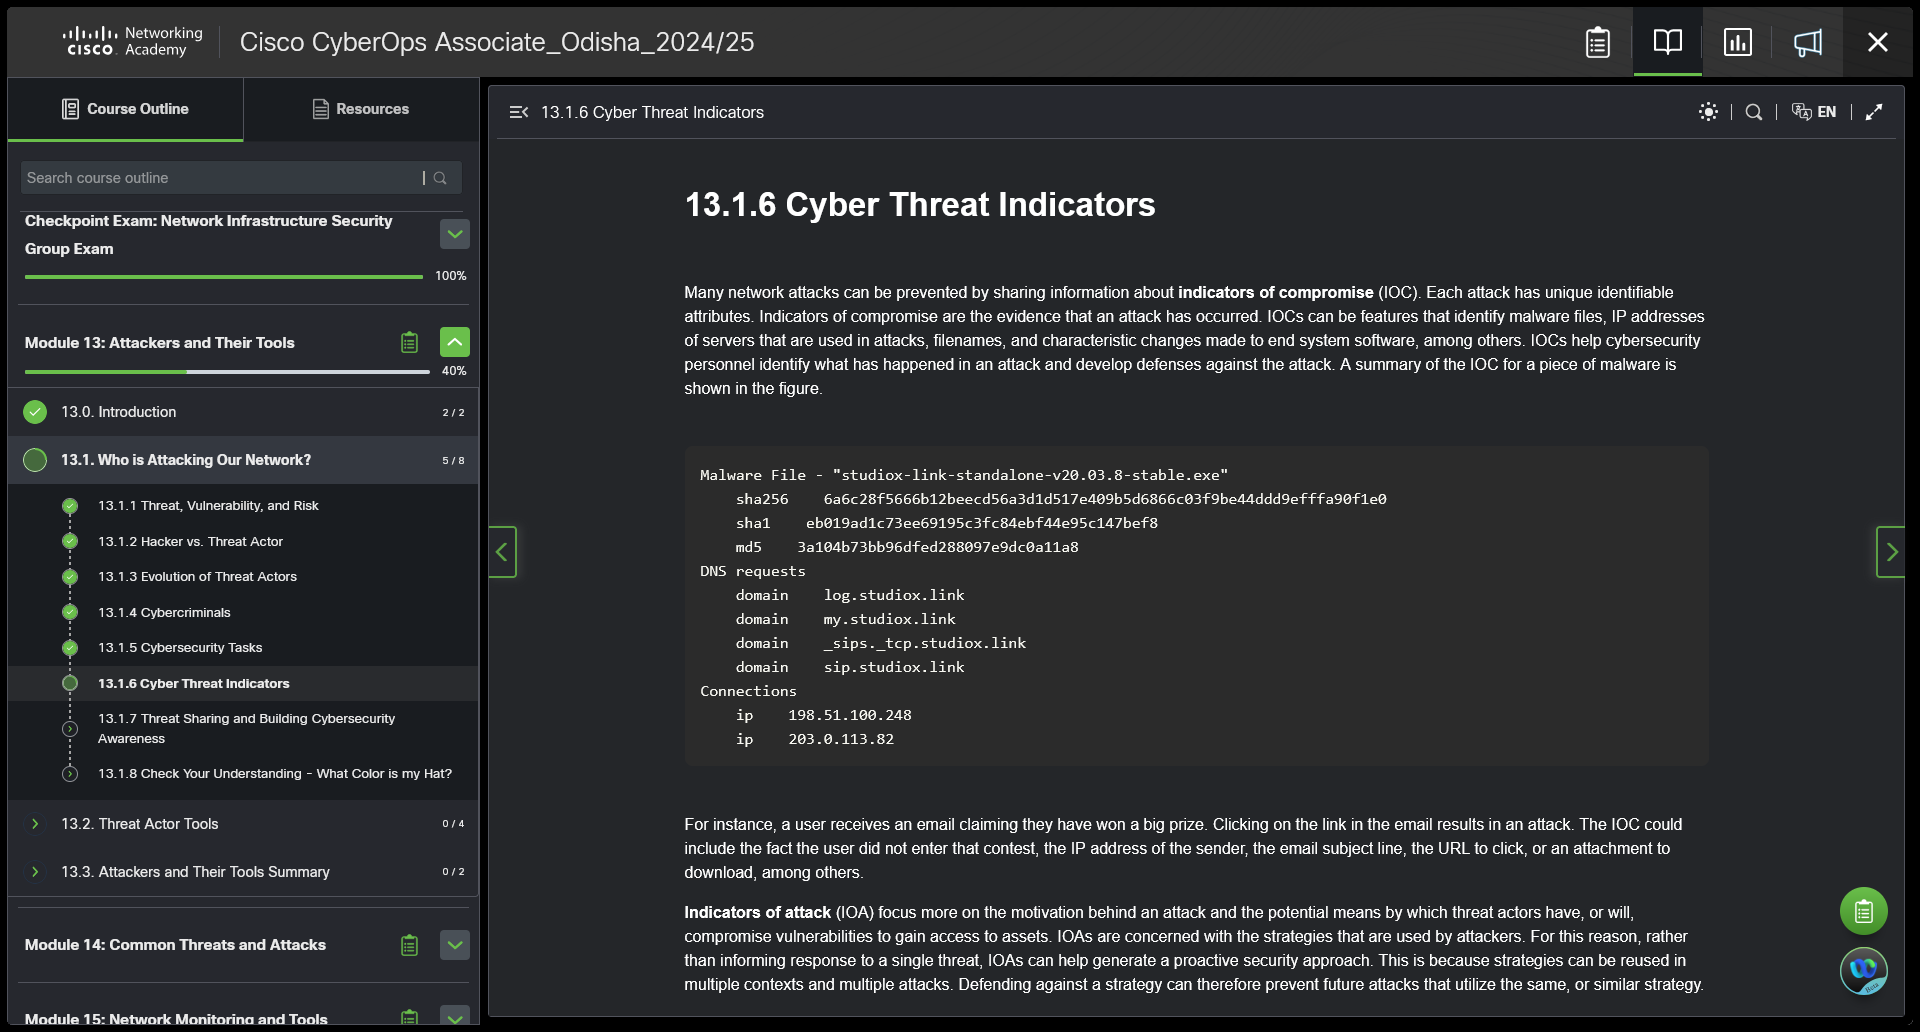 CISCO Networking Academy
Cisco CyberOps Associate_Odisha_2024/25
Course Outline
Resources
Search course outline
Checkpoint Exam: Network Infrastructure Security
Group Exam
100%
Module 13: Attackers and Their Tools
40%
13.0. Introduction
2 / 2
13.1. Who is Attacking Our Network?
5 / 8
13.1.1 Threat, Vulnerability, and Risk
13.1.2 Hacker vs. Threat Actor
13.1.3 Evolution of Threat Actors
13.1.4 Cybercriminals
13.1.5 Cybersecurity Tasks
13.1.6 Cyber Threat Indicators
13.1.7 Threat Sharing and Building Cybersecurity
Awareness
13.1.8 Check Your Understanding - What Color is my Hat?
13.2. Threat Actor Tools
0 / 4
13.3. Attackers and Their Tools Summary
0 / 2
Module 14: Common Threats and Attacks
Module 15: Network Monitoring and Tools
13.1.6 Cyber Threat Indicators
EN
13.1.6 Cyber Threat Indicators
Many network attacks can be prevented by sharing information about indicators of compromise (IOC). Each attack has unique identifiable
attributes. Indicators of compromise are the evidence that an attack has occurred. IOCs can be features that identify malware files, IP addresses
of servers that are used in attacks, filenames, and characteristic changes made to end system software, among others. IOCs help cybersecurity
personnel identify what has happened in an attack and develop defenses against the attack. A summary of the IOC for a piece of malware is
shown in the figure.
Malware File - "studiox-link-standalone-v20.03.8-stable.exe"
sha256 6a6c28f5666b12beecd56a3d1d517e409b5d6866c03f9be44ddd9efffa90f1e0
sha1 eb019ad1c73ee69195c3fc84ebf44e95c147bef8
md5 3a104b73bb96dfed288097e9dc0a11a8
DNS requests
domain log.studiox.link
domain my.studiox.link
domain _sips._tcp.studiox.link
domain sip.studiox.link
Connections
ip 198.51.100.248
ip 203.0.113.82
For instance, a user receives an email claiming they have won a big prize. Clicking on the link in the email results in an attack. The IOC could
include the fact the user did not enter that contest, the IP address of the sender, the email subject line, the URL to click, or an attachment to
download, among others.
Indicators of attack (IOA) focus more on the motivation behind an attack and the potential means by which threat actors have, or will,
compromise vulnerabilities to gain access to assets. IOAs are concerned with the strategies that are used by attackers. For this reason, rather
than informing response to a single threat, IOAs can help generate a proactive security approach. This is because strategies can be reused in
multiple contexts and multiple attacks. Defending against a strategy can therefore prevent future attacks that utilize the same, or similar strategy.
Beta